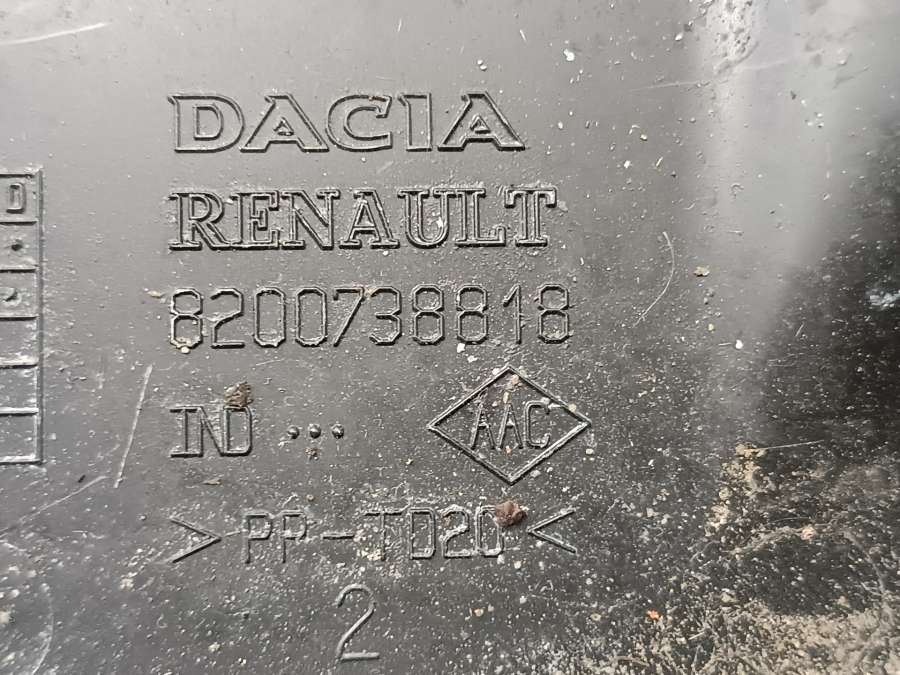 DACIA
RENAULT
8200738818
IND ...
AAC
>PP-TD20<
2
D